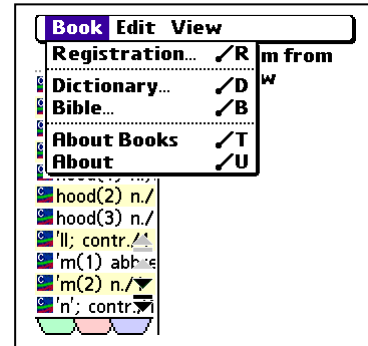 Book Edit View
Registration... /R
m from
Dictionary... /D
w
Bible... /B
About Books /T
About /U
hood(2) n./
hood(3) n./
'll; contr./
'm(1) abbre
'm(2) n./
'n'; contr.